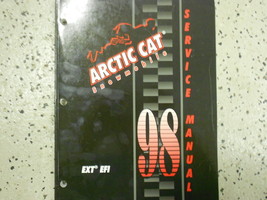 ARCTIC CAT
Snowmobile
SERVICE MANUAL
98
EXT® EFI